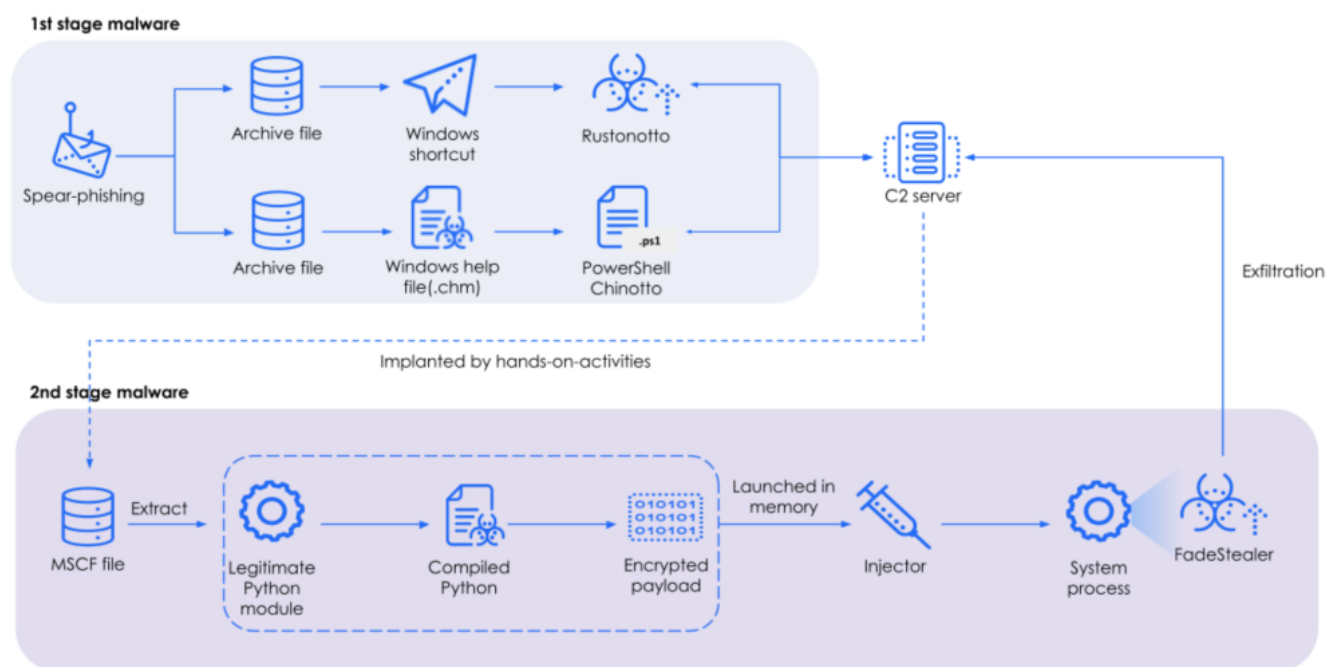 1st stage malware
Archive file
Windows
shortcut
Rustonotto
Spear-phishing
C2 server
.ps1
Archive file
Windows help
file(.chm)
PowerShell
Chinotto
Exfiltration
Implanted by hands-on-activities
2nd stage malware
Extract
010101
010101
010101
Launched in
memory
MSCF file
Legitimate
Python
module
Compiled
Python
Encrypted
payload
Injector
System
process
FadeStealer